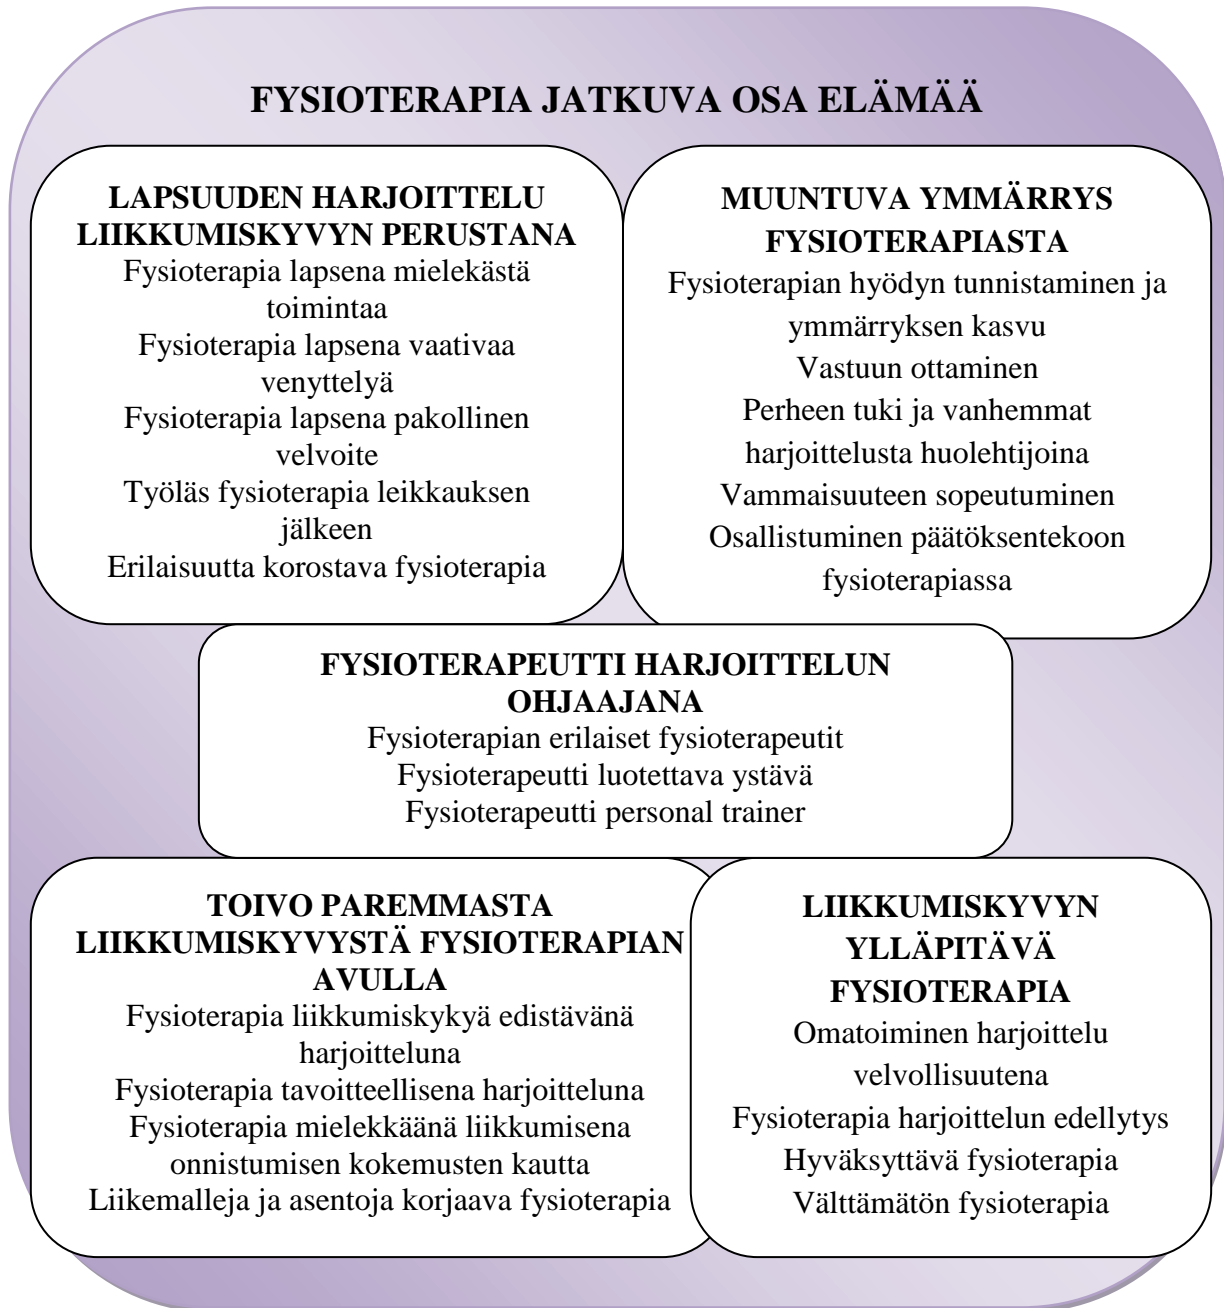 FYSIOTERAPIA JATKUVA OSA ELÄMÄÄ
LAPSUUDEN HARJOITTELU
LIIKKUMISKYVYN PERUSTANA
Fysioterapia lapsena mielekästä
toimintaa
Fysioterapia lapsena vaativaa
venyttelyä
Fysioterapia lapsena pakollinen
velvoite
Työläs fysioterapia leikkauksen
jälkeen
Erilaisuutta korostava fysioterapia
MUUNTUVA YMMÄRRYS
FYSIOTERAPIASTA
Fysioterapian hyödyn tunnistaminen ja
ymmärryksen kasvu
Vastuun ottaminen
Perheen tuki ja vanhemmat
harjoittelusta huolehtijoina
Vammaisuuteen sopeutuminen
Osallistuminen päätöksentekoon
fysioterapiassa
FYSIOTERAPEUTTI HARJOITTELUN
OHJAAJANA
Fysioterapian erilaiset fysioterapeutit
Fysioterapeutti luotettava ystävä
Fysioterapeutti personal trainer
TOIVO PAREMMASTA
LIIKKUMISKYVYSTÄ FYSIOTERAPIAN
AVULLA
Fysioterapia liikkumiskykyä edistävänä
harjoitteluna
Fysioterapia tavoitteellisena harjoitteluna
Fysioterapia mielekkäänä liikkumisena
onnistumisen kokemusten kautta
Liikemalleja ja asentoja korjaava fysioterapia
LIIKKUMISKYVYN
YLLÄPITÄVÄ
FYSIOTERAPIA
Omatoiminen harjoittelu
velvollisuutena
Fysioterapia harjoittelun edellytys
Hyväksyttävä fysioterapia
Välttämätön fysioterapia